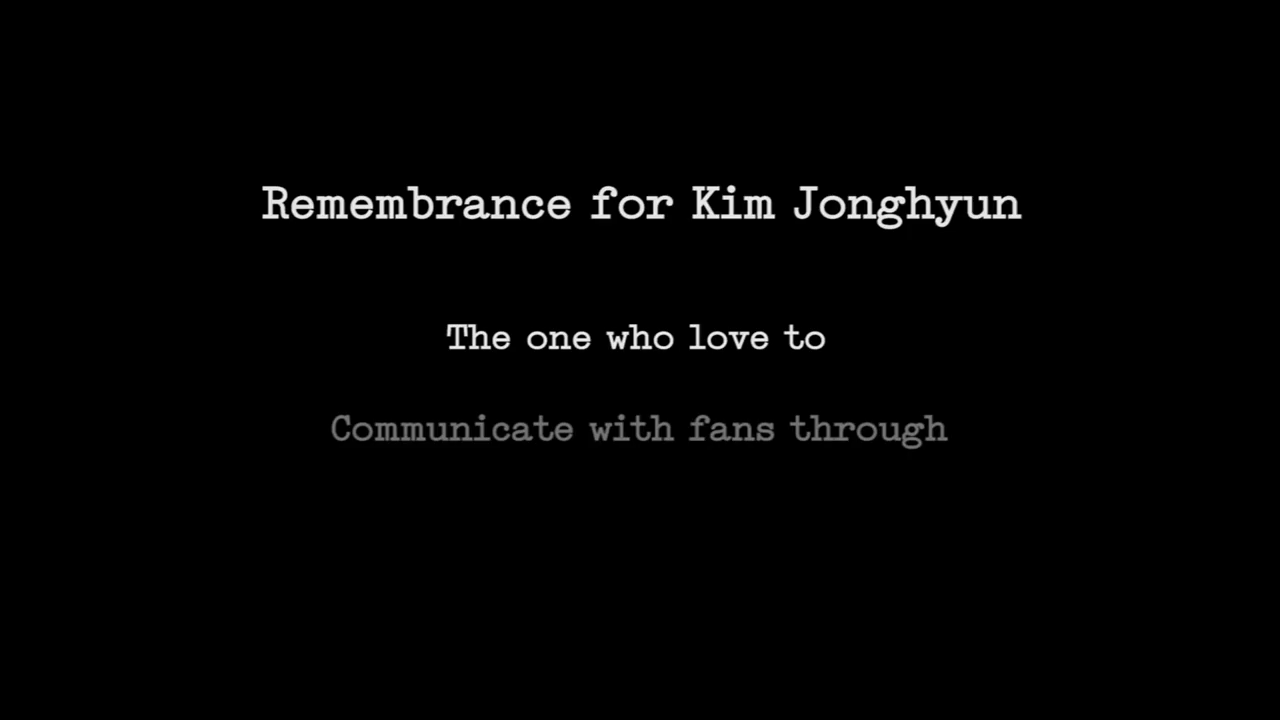 Remembrance for Kim Jonghyun
The one who love to
Communicate with fans through